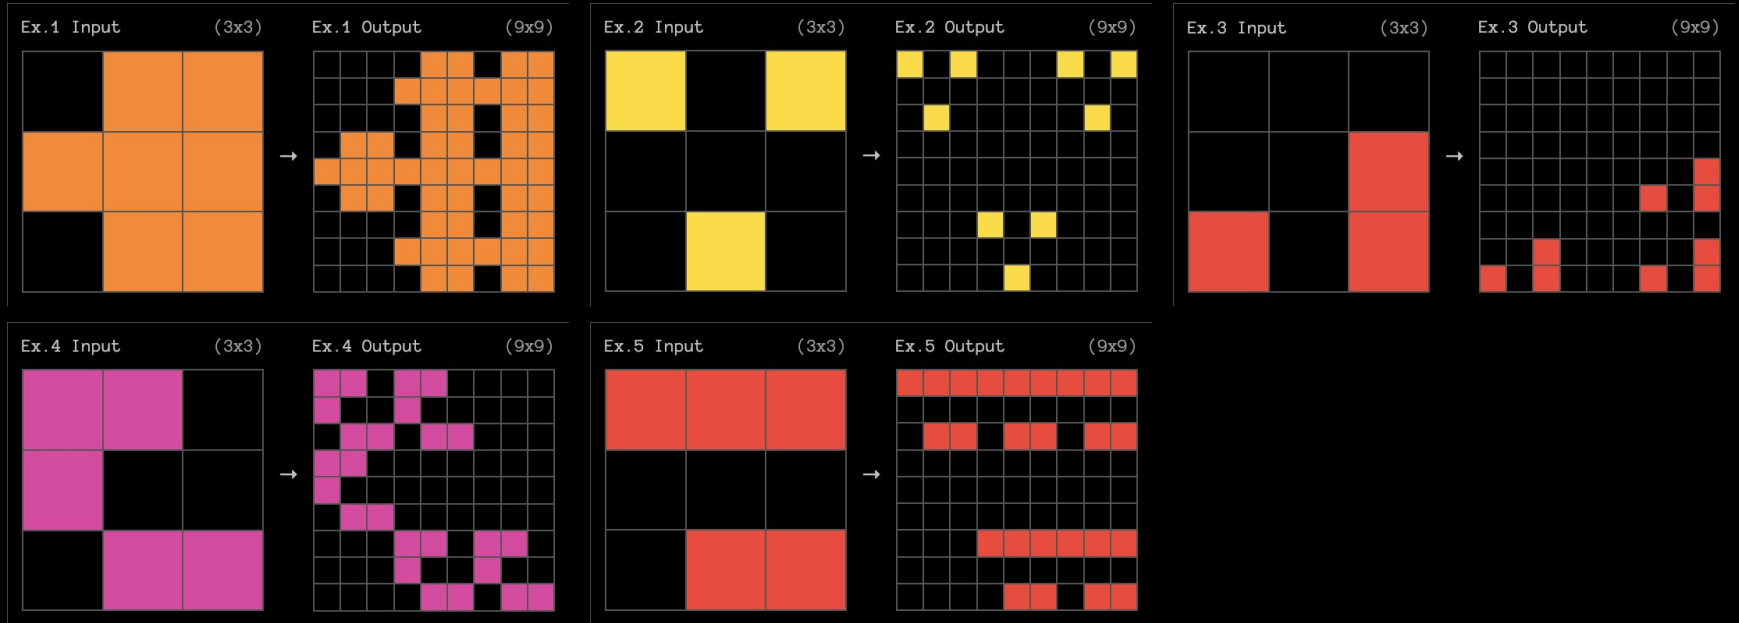 Ex.1 Input (3x3) Ex.1 Output (9x9)
Ex.2 Input (3x3) Ex.2 Output (9x9)
Ex.3 Input (3x3) Ex.3 Output (9x9)
Ex.4 Input (3x3) Ex.4 Output (9x9)
Ex.5 Input (3x3) Ex.5 Output (9x9)